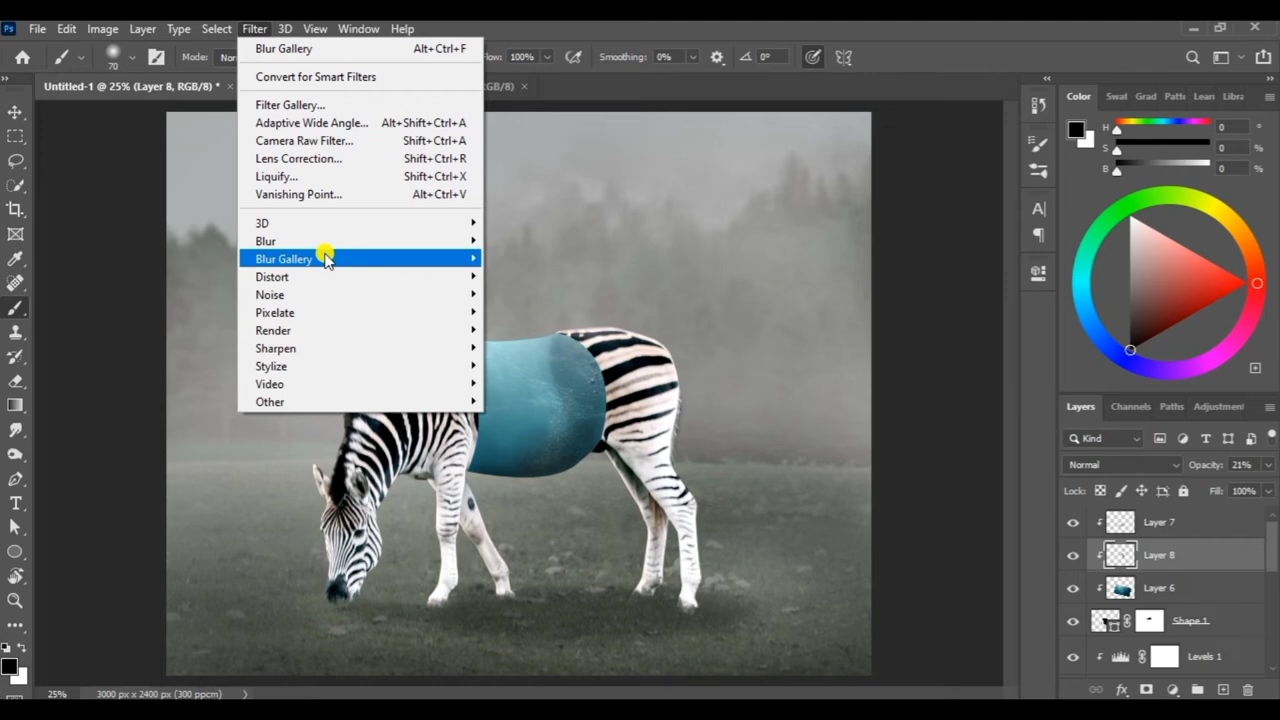 Ps File Edit Image Layer Type Select Filter 3D View Window Help
70 Mode: Flow: 100% Smoothing: 0% 0°
Untitled-1 @ 25% (Layer 8, RGB/8) * × GB/8) ×
Blur Gallery Alt+Ctrl+F
Convert for Smart Filters
Filter Gallery...
Adaptive Wide Angle... Alt+Shift+Ctrl+A
Camera Raw Filter... Shift+Ctrl+A
Lens Correction... Shift+Ctrl+R
Liquify... Shift+Ctrl+X
Vanishing Point... Alt+Ctrl+V
3D
Blur
Blur Gallery
Distort
Noise
Pixelate
Render
Sharpen
Stylize
Video
Other
Color Swat Grad Patt Lean Libra
H 0 °
S 0 %
B 0 %
Layers Channels Paths Adjustment
Kind
Normal Opacity: 21%
Lock: Fill: 100%
Layer 7
Layer 8
Layer 6
Shape 1
Levels 1
25% 3000 px x 2400 px (300 ppcm)